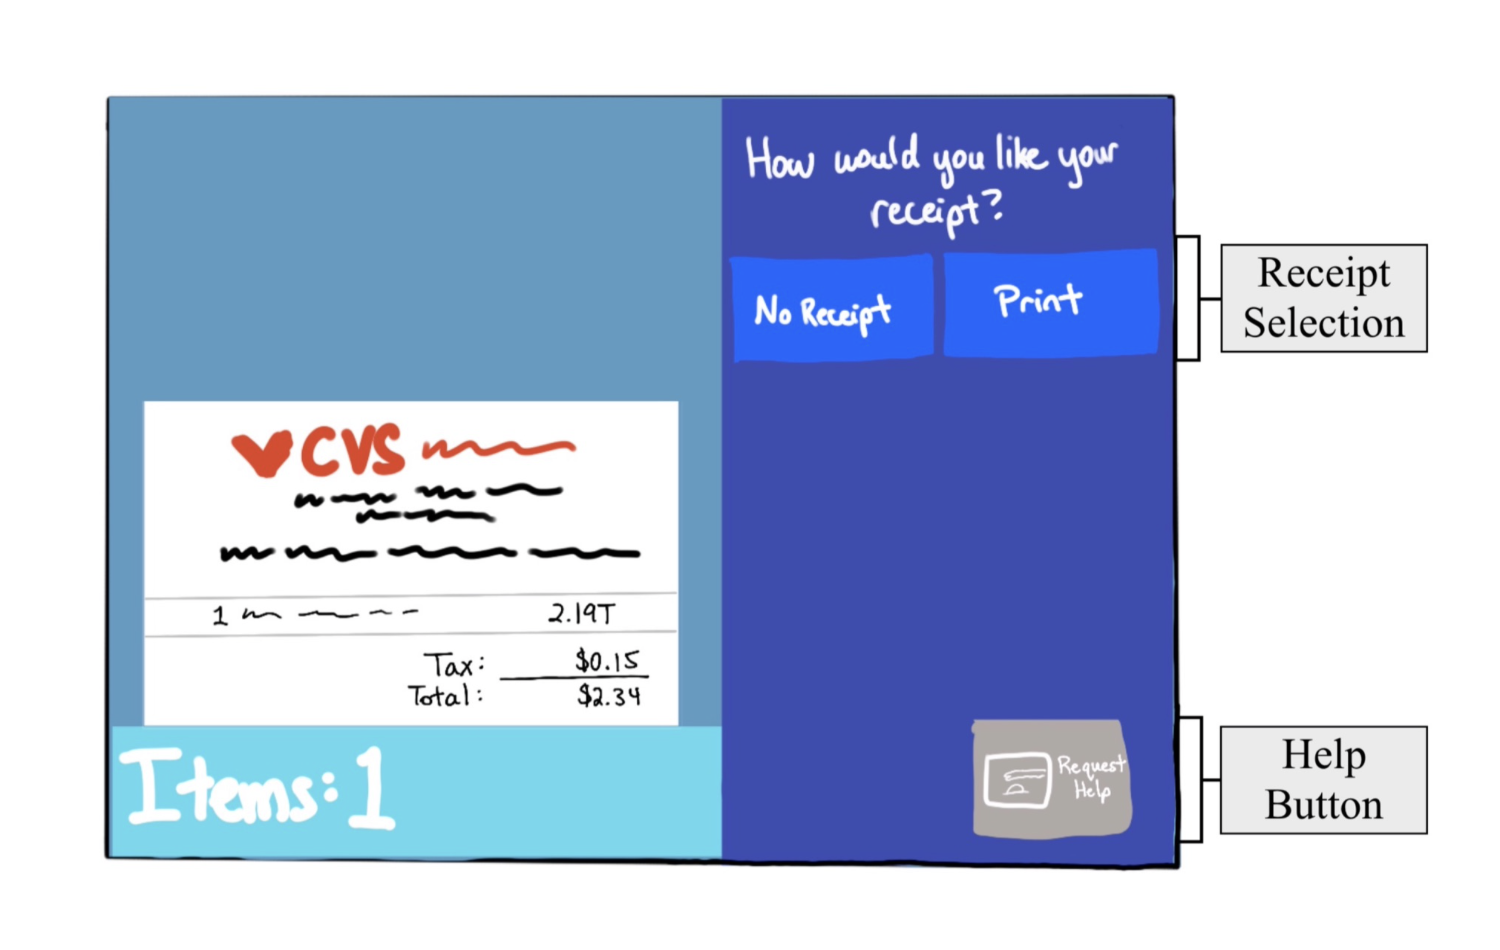 How would you like your
receipt?
No Receipt
Print
Receipt
Selection
CVS
1 2.19T
Tax: $0.15
Total: $2.34
Items: 1
Request
Help
Help
Button